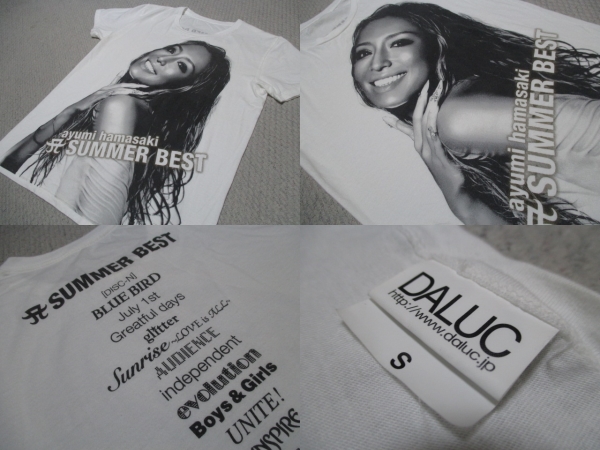 ayumi hamasaki
A SUMMER BEST
ayumi hamasaki
A SUMMER BEST
A SUMMER BEST
[DISC-N]
BLUE BIRD
July 1st
Greatful days
glitter
Sunrise ~LOVE is ALL~
AUDIENCE
independent
evolution
Boys & Girls
UNITE!
INSPIRE
DALUC
http://www.daluc.jp
S